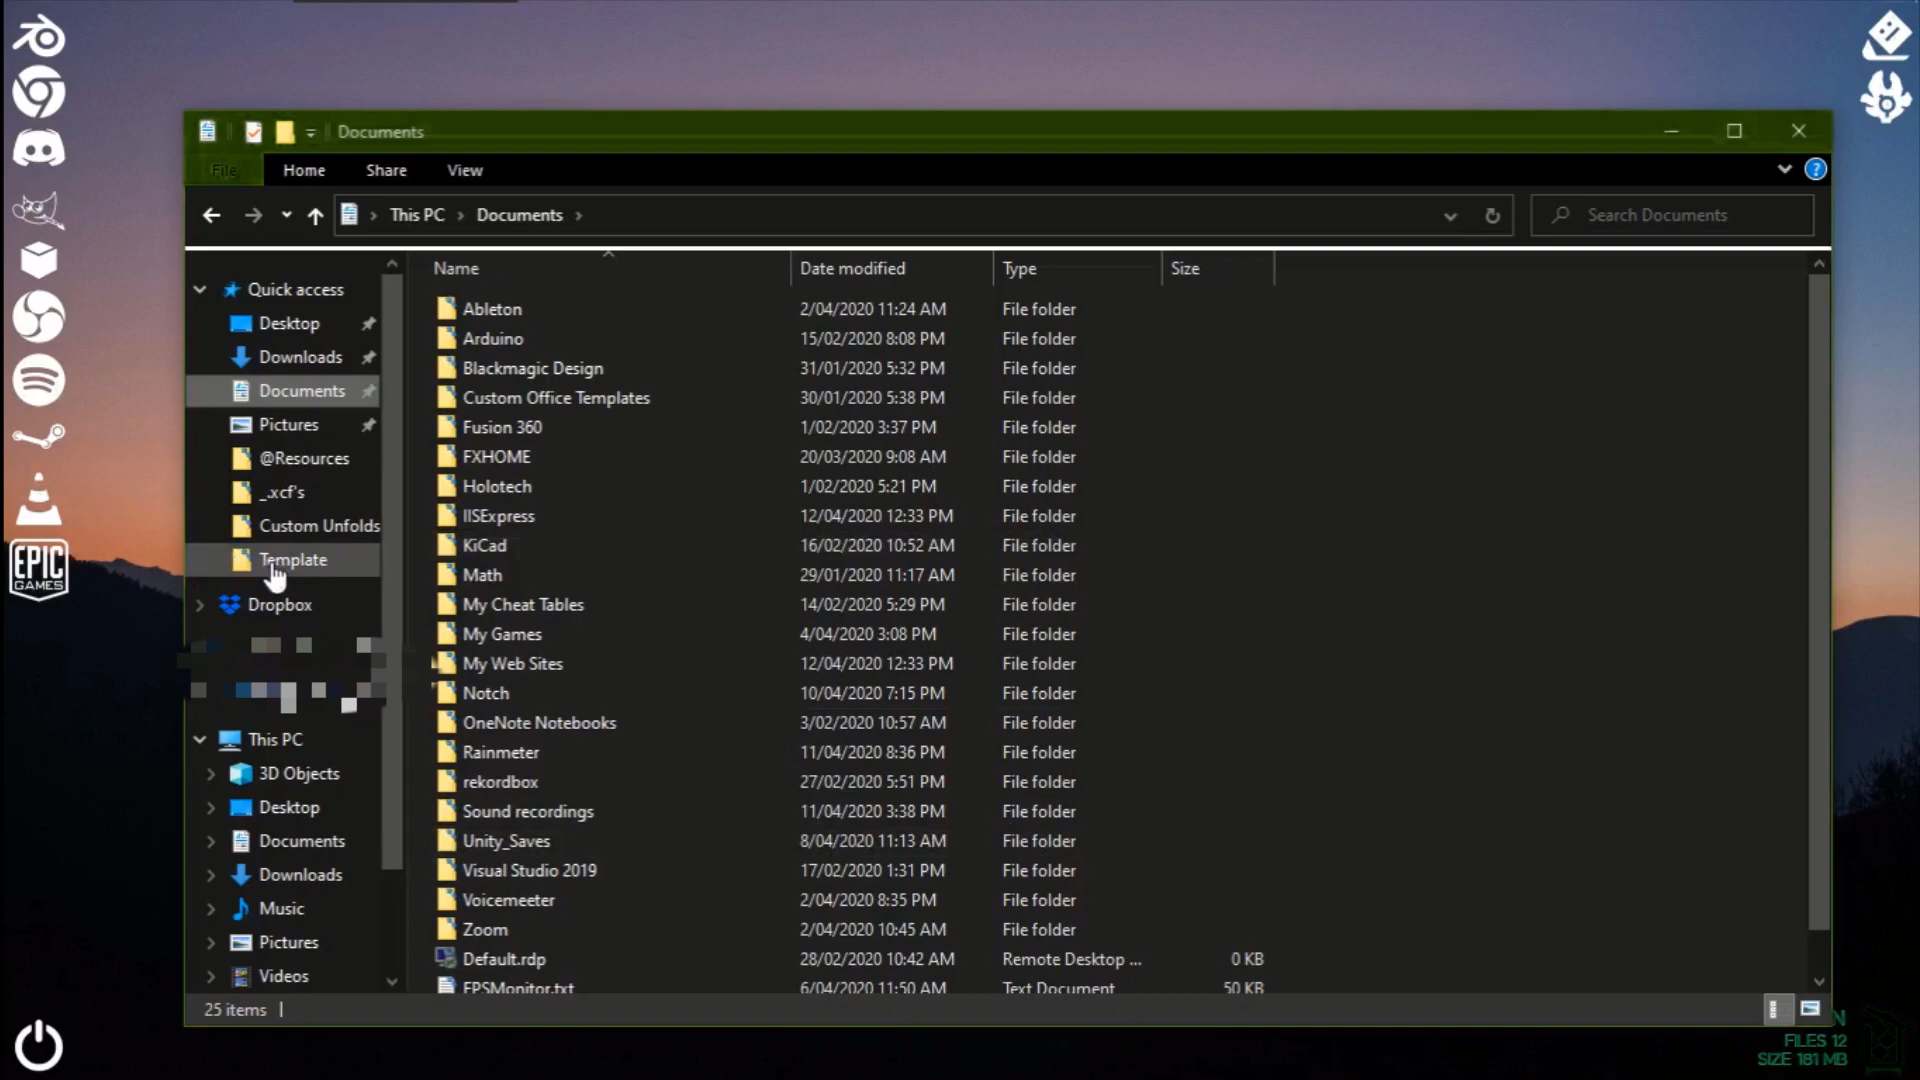 Documents
File Home Share View
This PC Documents Search Documents
Name Date modified Type Size
Quick access
Desktop
Downloads
Documents
Pictures
@Resources
_.xcf's
Custom Unfolds
Template
Dropbox
This PC
3D Objects
Desktop
Documents
Downloads
Music
Pictures
Videos
Ableton 2/04/2020 11:24 AM File folder
Arduino 15/02/2020 8:08 PM File folder
Blackmagic Design 31/01/2020 5:32 PM File folder
Custom Office Templates 30/01/2020 5:38 PM File folder
Fusion 360 1/02/2020 3:37 PM File folder
FXHOME 20/03/2020 9:08 AM File folder
Holotech 1/02/2020 5:21 PM File folder
IISExpress 12/04/2020 12:33 PM File folder
KiCad 16/02/2020 10:52 AM File folder
Math 29/01/2020 11:17 AM File folder
My Cheat Tables 14/02/2020 5:29 PM File folder
My Games 4/04/2020 3:08 PM File folder
My Web Sites 12/04/2020 12:33 PM File folder
Notch 10/04/2020 7:15 PM File folder
OneNote Notebooks 3/02/2020 10:57 AM File folder
Rainmeter 11/04/2020 8:36 PM File folder
rekordbox 27/02/2020 5:51 PM File folder
Sound recordings 11/04/2020 3:38 PM File folder
Unity_Saves 8/04/2020 11:13 AM File folder
Visual Studio 2019 17/02/2020 1:31 PM File folder
Voicemeeter 2/04/2020 8:35 PM File folder
Zoom 2/04/2020 10:45 AM File folder
Default.rdp 28/02/2020 10:42 AM Remote Desktop ... 0 KB
FPSMonitor.txt 6/04/2020 11:50 AM Text Document 50 KB
25 items
EPIC
GAMES
N
FILES 12
SIZE 181 MB